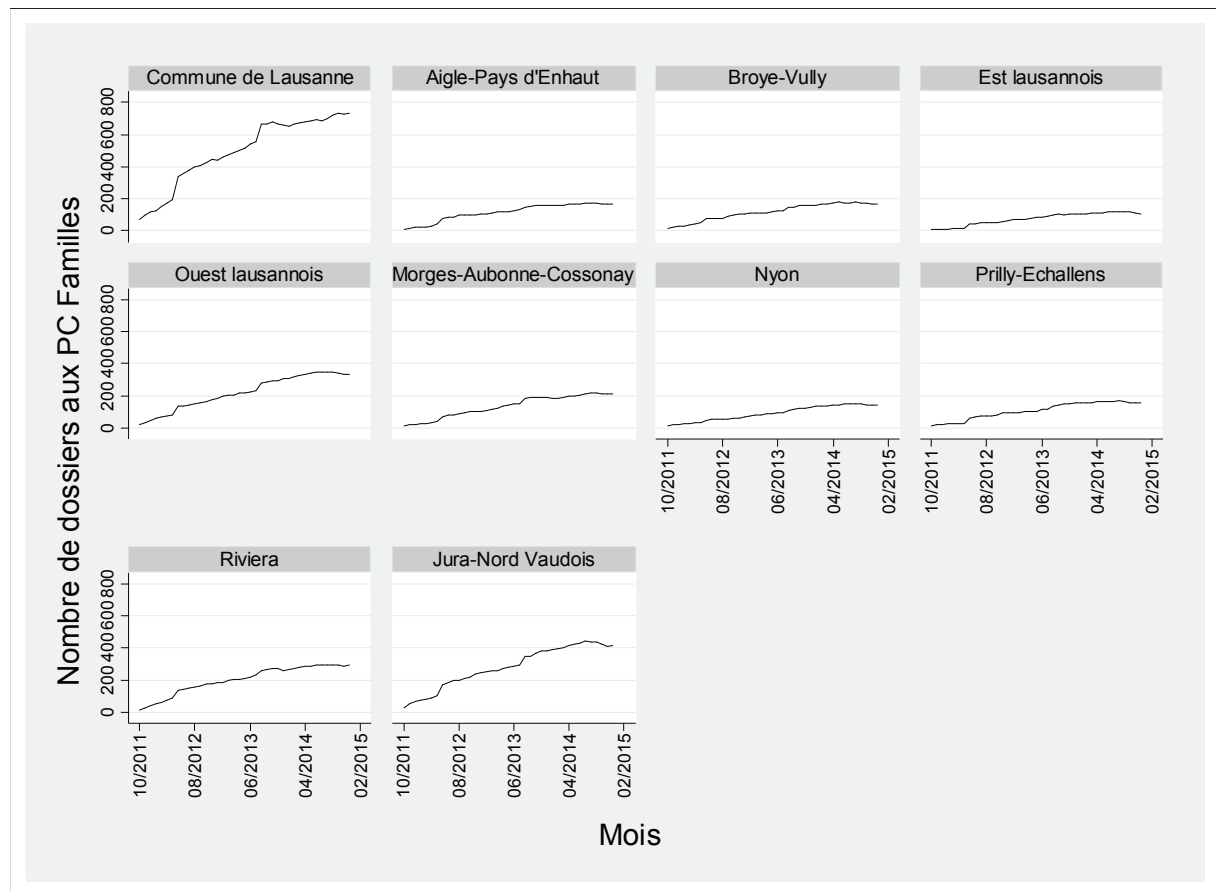 Nombre de dossiers aux PC Familles
Commune de Lausanne
Aigle-Pays d'Enhaut
Broye-Vully
Est lausannois
0 200 400 600 800
Ouest lausannois
Morges-Aubonne-Cossonay
Nyon
Prilly-Echallens
0 200 400 600 800
10/2011 08/2012 06/2013 04/2014 02/2015
10/2011 08/2012 06/2013 04/2014 02/2015
Riviera
Jura-Nord Vaudois
0 200 400 600 800
10/2011 08/2012 06/2013 04/2014 02/2015
10/2011 08/2012 06/2013 04/2014 02/2015
Mois